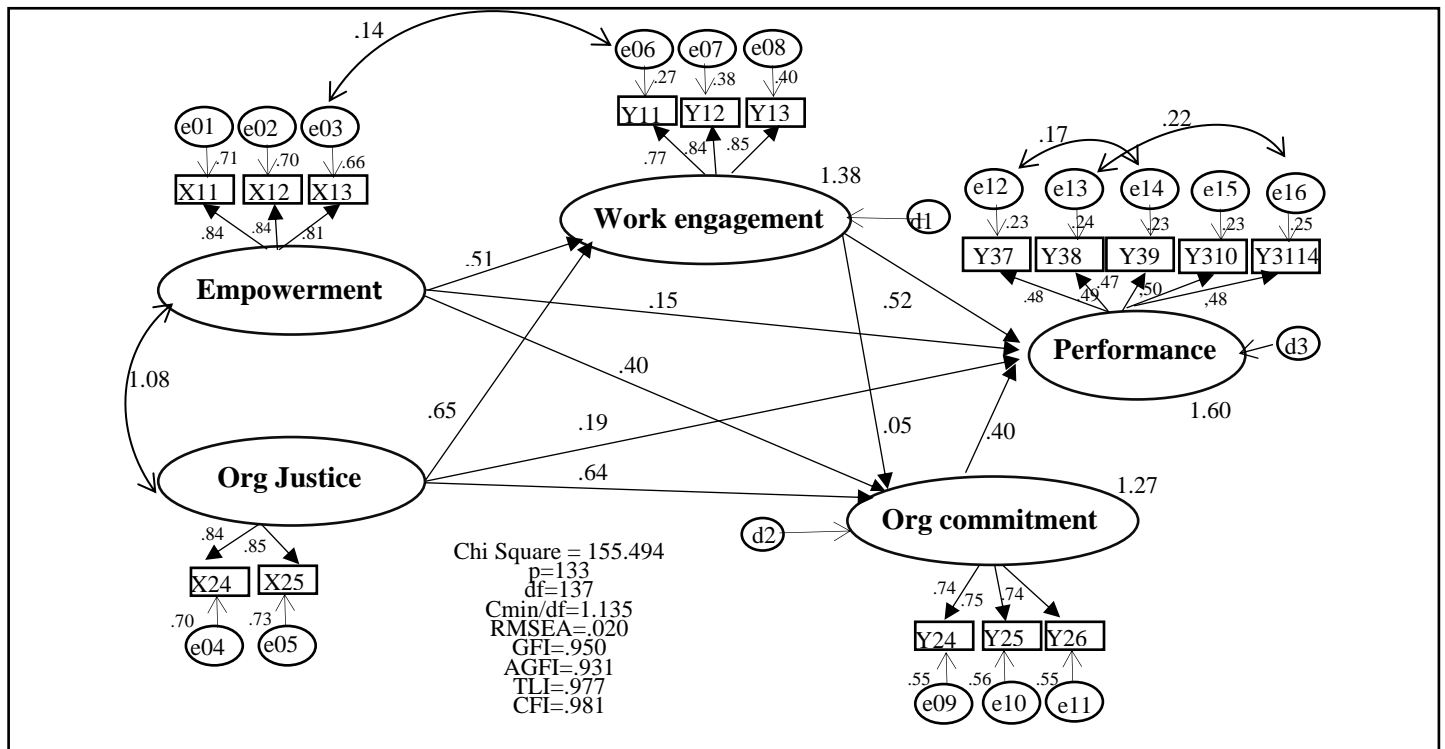 .14
e06 e07 e08
.27 .38 .40
Y11 Y12 Y13
.77 .84 .85
e01 e02 e03
.71 .70 .66
X11 X12 X13
.84 .84 .81
.17 .22
e12 e13 e14 e15 e16
.23 .24 .23 .23 .25
Y37 Y38 Y39 Y310 Y3114
.48 .49 .47 ,50 ,48
1.38
Work engagement
d1
.51
Empowerment
.15
.52
Performance
d3
1.60
1.08
.40
.65
.19
.05
.40
.64
Org Justice
1.27
Org commitment
d2
.84 .85
X24 X25
.70 .73
e04 e05
Chi Square = 155.494
p=133
df=137
Cmin/df=1.135
RMSEA=.020
GFI=.950
AGFI=.931
TLI=.977
CFI=.981
.74 .75 .74
Y24 Y25 Y26
.55 .56 .55
e09 e10 e11